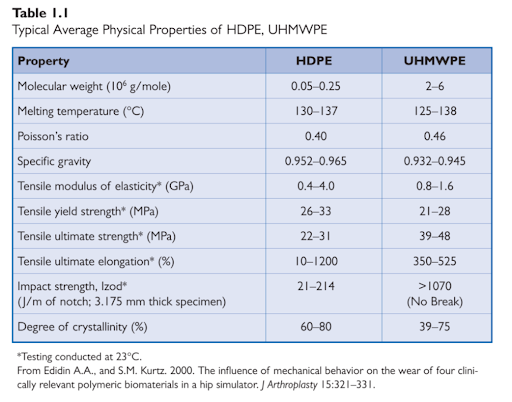 Table 1.1
Typical Average Physical Properties of HDPE, UHMWPE
Property HDPE UHMWPE
Molecular weight (10⁶ g/mole) 0.05–0.25 2–6
Melting temperature (°C) 130–137 125–138
Poisson's ratio 0.40 0.46
Specific gravity 0.952–0.965 0.932–0.945
Tensile modulus of elasticity* (GPa) 0.4–4.0 0.8–1.6
Tensile yield strength* (MPa) 26–33 21–28
Tensile ultimate strength* (MPa) 22–31 39–48
Tensile ultimate elongation* (%) 10–1200 350–525
Impact strength, Izod* 21–214 >1070
(J/m of notch; 3.175 mm thick specimen) (No Break)
Degree of crystallinity (%) 60–80 39–75
*Testing conducted at 23°C.
From Edidin A.A., and S.M. Kurtz. 2000. The influence of mechanical behavior on the wear of four clini-
cally relevant polymeric biomaterials in a hip simulator. J Arthroplasty 15:321–331.